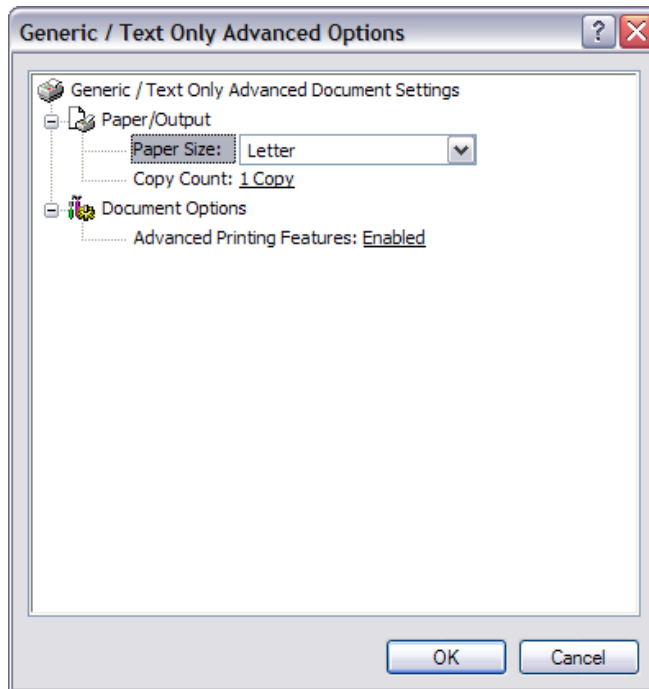 Generic / Text Only Advanced Options
Generic / Text Only Advanced Document Settings
Paper/Output
Paper Size: Letter
Copy Count: 1 Copy
Document Options
Advanced Printing Features: Enabled
OK Cancel